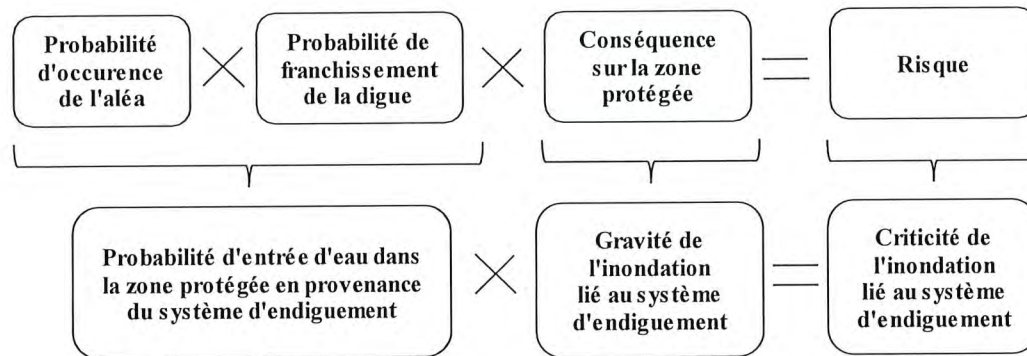 Probabilité
d'occurence
de l'aléa
×
Probabilité de
franchissement
de la digue
×
Conséquence
sur la zone
protégée
=
Risque
Probabilité d'entrée d'eau dans
la zone protégée en provenance
du système d'endiguement
×
Gravité de
l'inondation
lié au système
d'endiguement
=
Criticité de
l'inondation
lié au système
d'endiguement